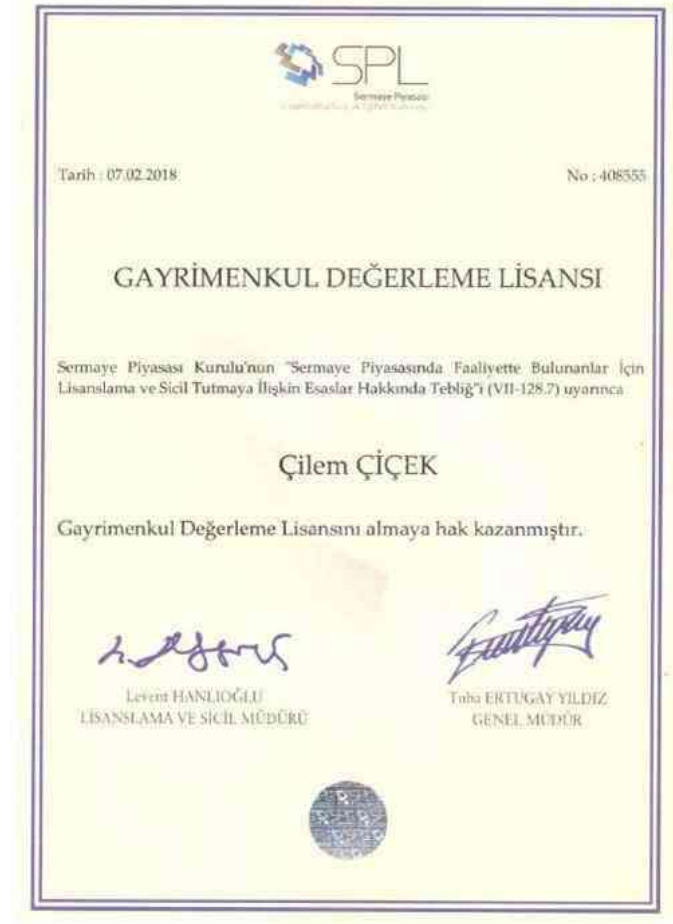 SPL
Sermaye Piyasası
Tarih : 07.02.2018
No : 408555
GAYRİMENKUL DEĞERLEME LİSANSI
Sermaye Piyasası Kurulu'nun "Sermaye Piyasasında Faaliyette Bulunanlar İçin
Lisanslama ve Sicil Tutmaya İlişkin Esaslar Hakkında Tebliğ"i (VII-128.7) uyarınca
Çilem ÇİÇEK
Gayrimenkul Değerleme Lisansını almaya hak kazanmıştır.
Levent HANLIOĞLU
LİSANSLAMA VE SİCİL MÜDÜRÜ
Tuba ERTUGAY YILDIZ
GENEL MÜDÜR